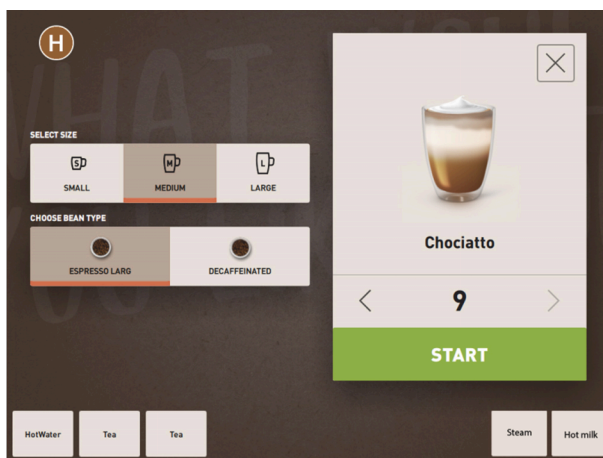 H
SELECT SIZE
S M L
SMALL MEDIUM LARGE
CHOOSE BEAN TYPE
ESPRESSO LARG DECAFFEINATED
Chociatto
9
START
HotWater Tea Tea Steam Hot milk